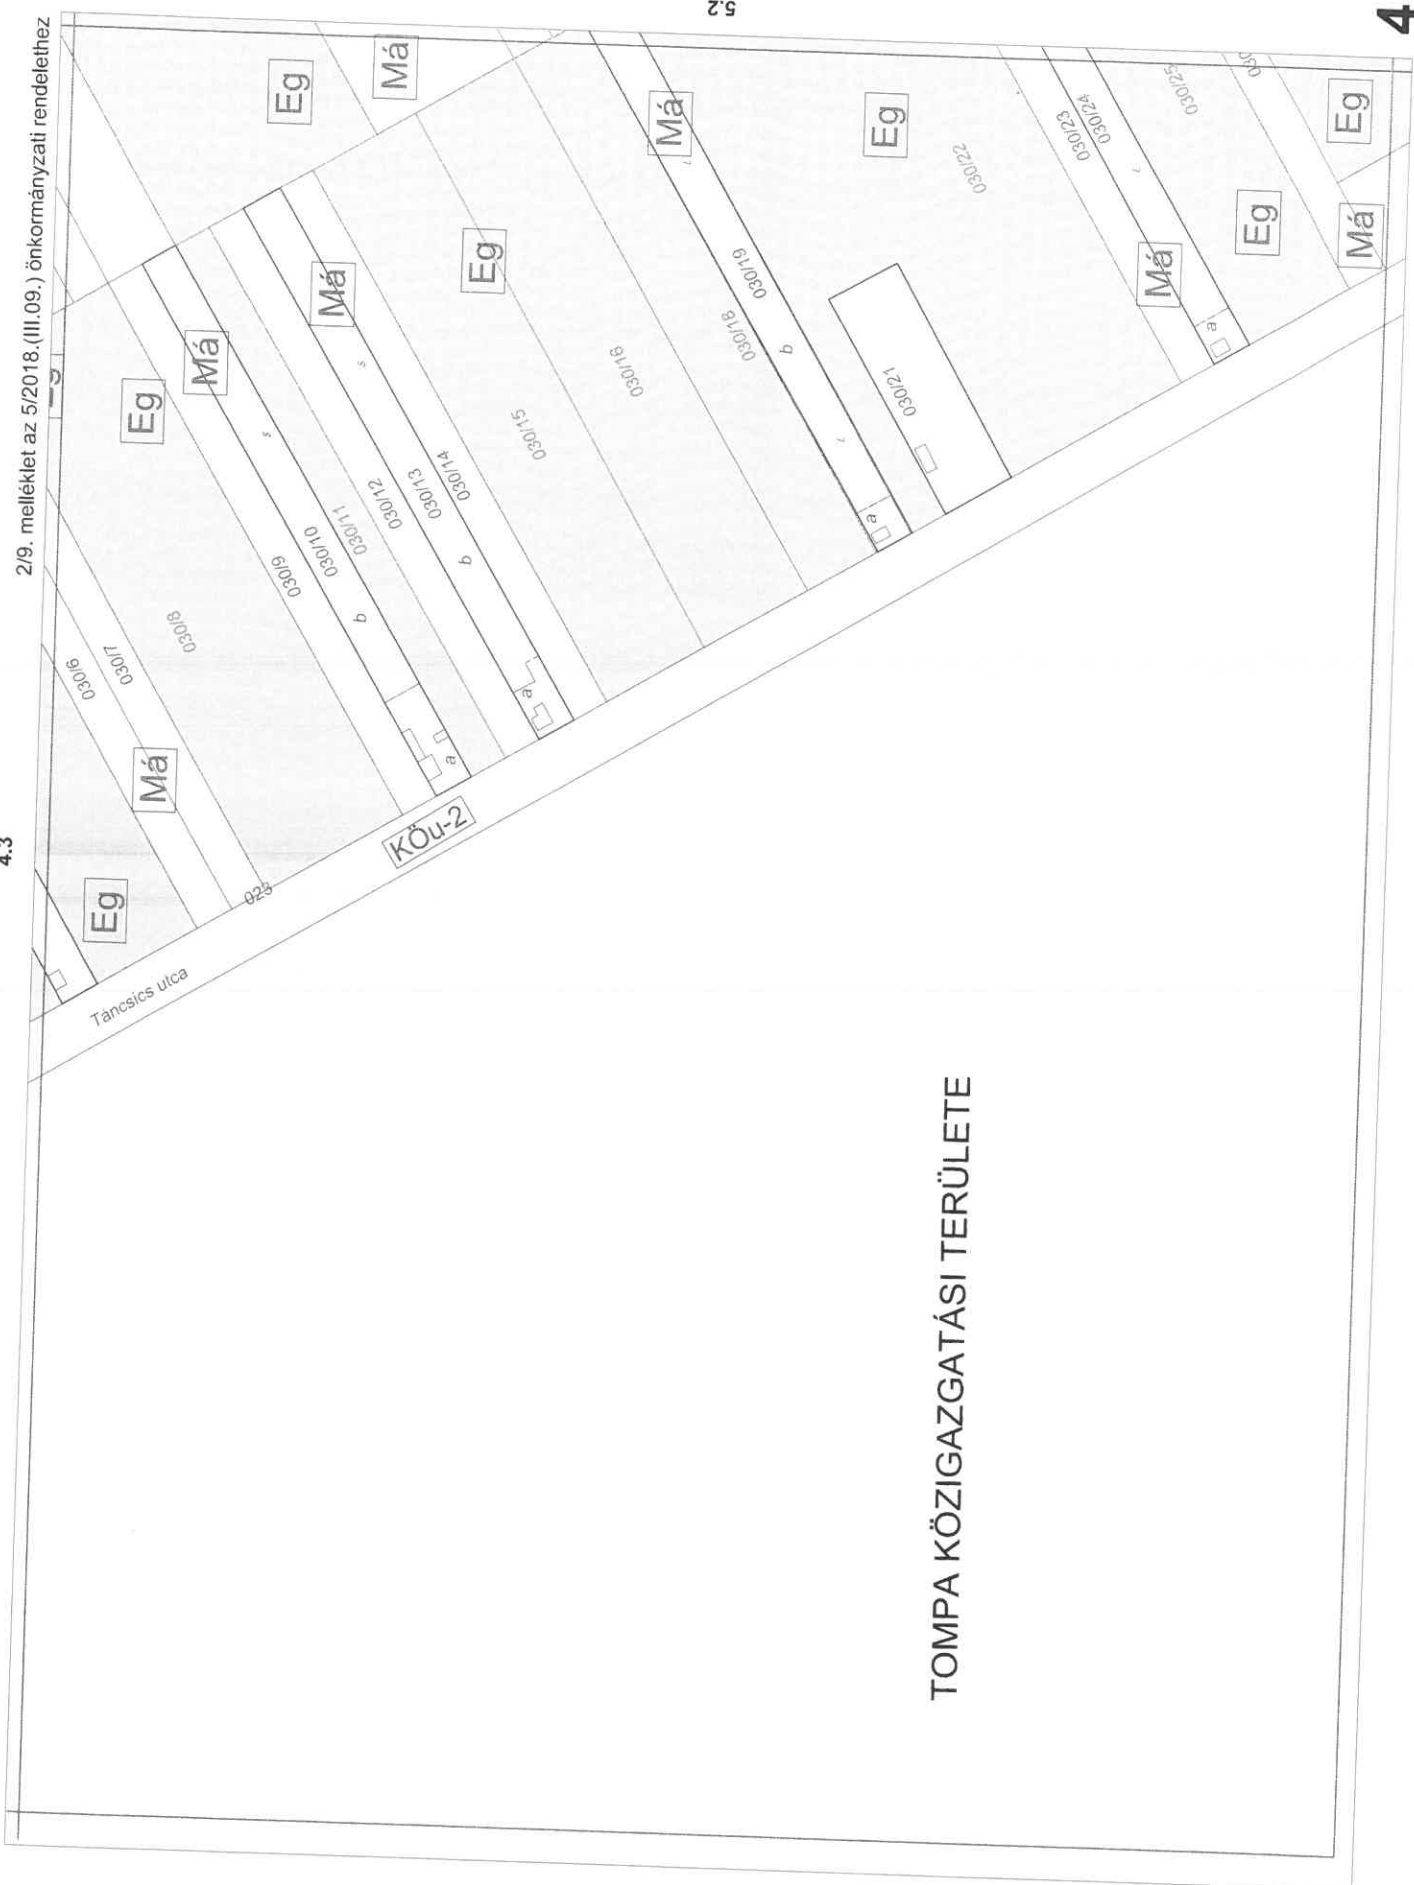 2/9. melléklet az 5/2018.(III.09.) önkormányzati rendelethez
4.3
5.2
4
Eg
Má
Eg
Má
Eg
Má
Má
Eg
Má
Eg
Eg
Má
Eg
Má
Eg
030/6
030/7
030/8
030/9
030/10
030/11
030/12
030/13
030/14
030/15
030/16
030/18
030/19
030/21
030/22
030/23
030/24
030/25
b
s
a
b
s
a
b
a
a
023
KÖu-2
Táncsics utca
TOMPA KÖZIGAZGATÁSI TERÜLETE